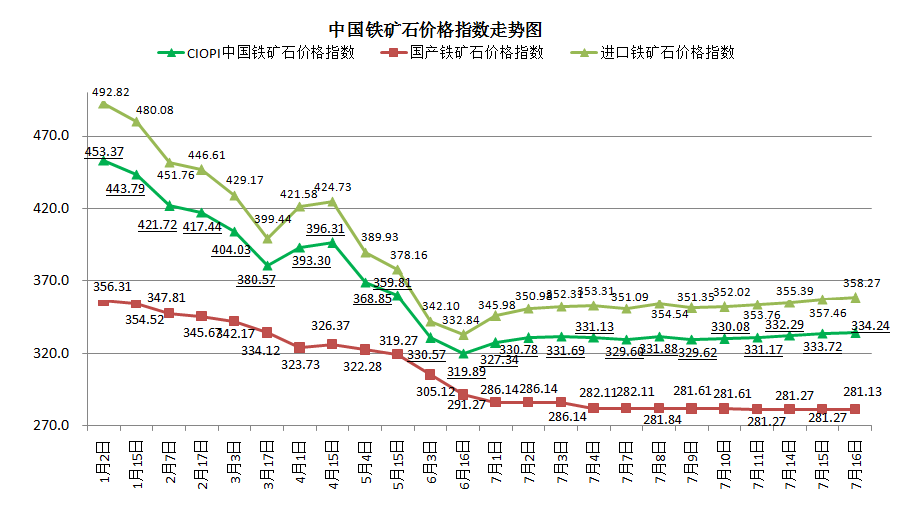 中国铁矿石价格指数走势图
CIOPI中国铁矿石价格指数 国产铁矿石价格指数 进口铁矿石价格指数
470.0
420.0
370.0
320.0
270.0
492.82 480.08 451.76 446.61 429.17 399.44 421.58 424.73 389.93 378.16 342.10 332.84 345.98 350.98 352.33 353.31 351.09 354.54 351.35 352.02 353.76 355.39 357.46 358.27
453.37 443.79 421.72 417.44 404.03 380.57 393.30 396.31 368.85 359.81 330.57 319.89 327.34 330.78 331.69 331.13 329.60 331.88 329.62 330.08 331.17 332.29 333.72 334.24
356.31 354.52 347.81 345.67 342.17 334.12 323.73 326.37 322.28 319.27 305.12 291.27 286.14 286.14 286.14 282.11 282.11 281.84 281.61 281.61 281.27 281.27 281.27 281.13
1月2日 1月15日 2月7日 2月17日 3月3日 3月17日 4月1日 4月15日 5月4日 5月15日 6月3日 6月16日 7月1日 7月2日 7月3日 7月4日 7月7日 7月8日 7月9日 7月10日 7月11日 7月14日 7月15日 7月16日